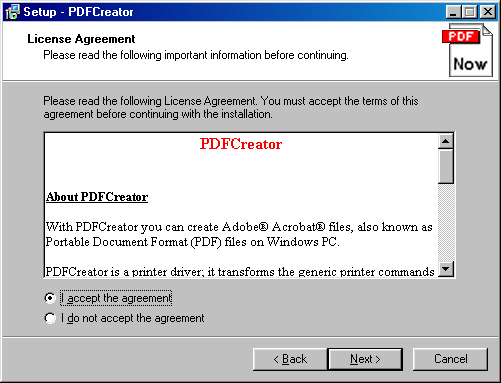 Setup - PDFCreator
License Agreement
Please read the following important information before continuing.
PDF
Now
Please read the following License Agreement. You must accept the terms of this
agreement before continuing with the installation.
PDFCreator
About PDFCreator
With PDFCreator you can create Adobe® Acrobat® files, also known as
Portable Document Format (PDF) files on Windows PC.
PDFCreator is a printer driver; it transforms the generic printer commands
I accept the agreement
I do not accept the agreement
< Back
Next >
Cancel